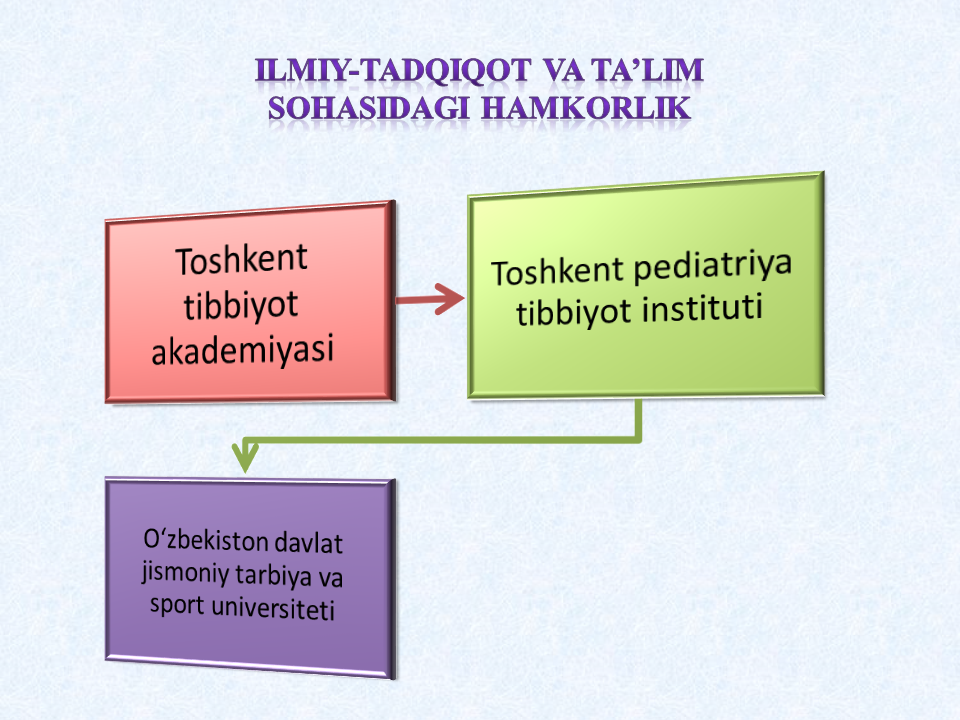 ILMIY-TADQIQOT VA TA’LIM
SOHASIDAGI HAMKORLIK
Toshkent
tibbiyot
akademiyasi
Toshkent pediatriya
tibbiyot instituti
O‘zbekiston davlat
jismoniy tarbiya va
sport universiteti